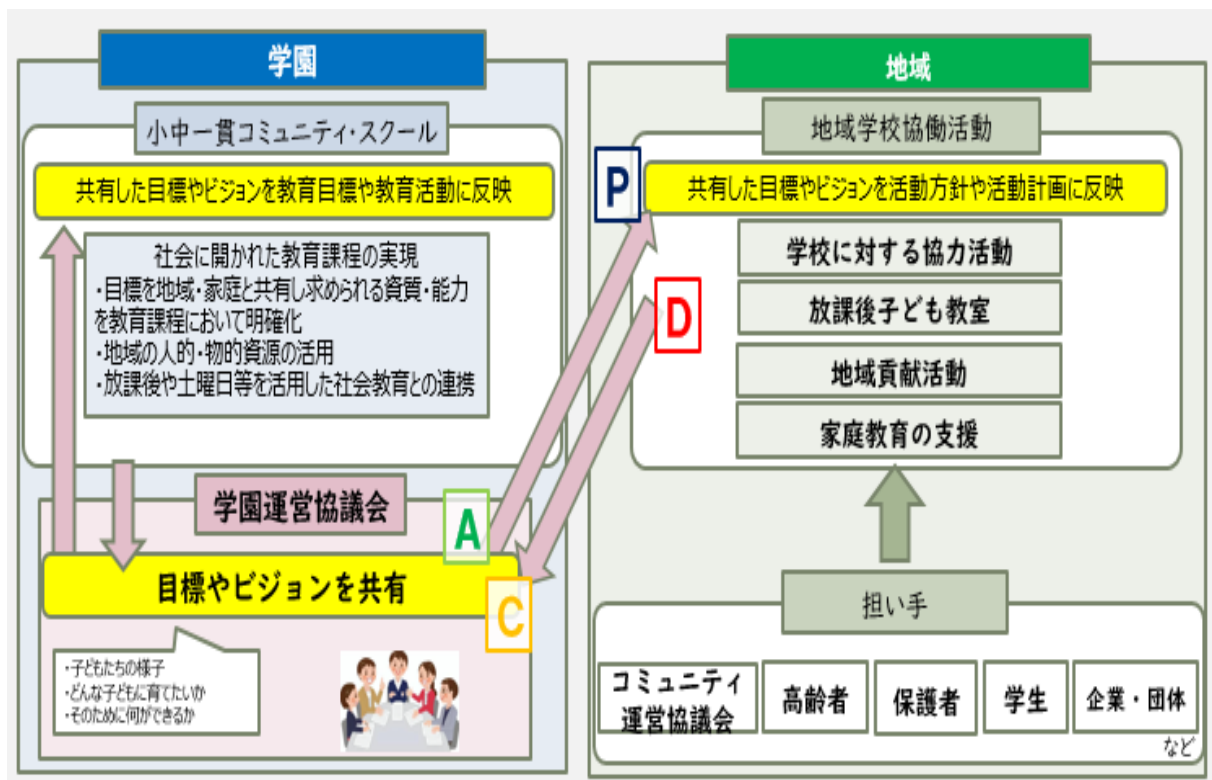 学園
小中一貫コミュニティ・スクール
共有した目標やビジョンを教育目標や教育活動に反映
社会に開かれた教育課程の実現
・目標を地域・家庭と共有し求められる資質・能力
を教育課程において明確化
・地域の人的・物的資源の活用
・放課後や土曜日等を活用した社会教育との連携
学園運営協議会
A
目標やビジョンを共有
C
・子どもたちの様子
・どんな子どもに育てたいか
・そのために何ができるか
地域
地域学校協働活動
P
共有した目標やビジョンを活動方針や活動計画に反映
学校に対する協力活動
D
放課後子ども教室
地域貢献活動
家庭教育の支援
担い手
コミュニティ
運営協議会
高齢者
保護者
学生
企業・団体
など